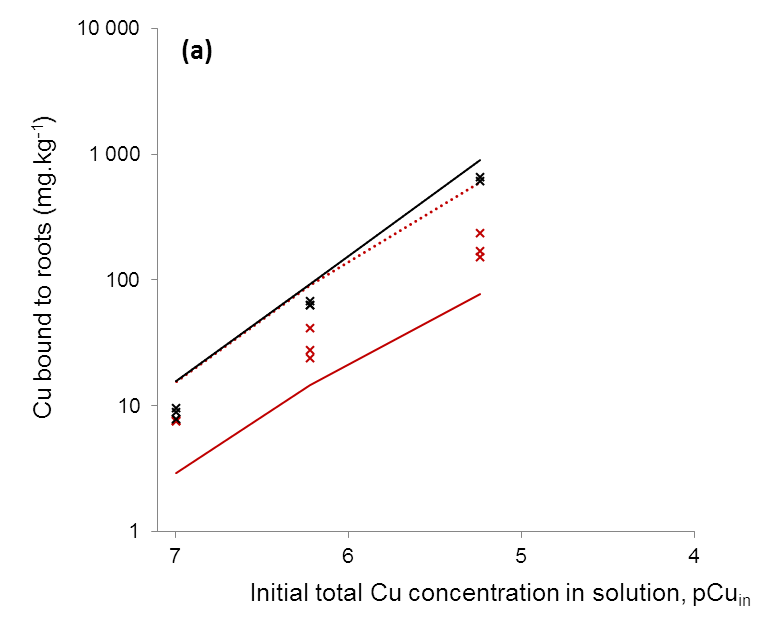 (a)
Cu bound to roots (mg.kg-1)
10 000
1 000
100
10
1
7 6 5 4
Initial total Cu concentration in solution, pCuin